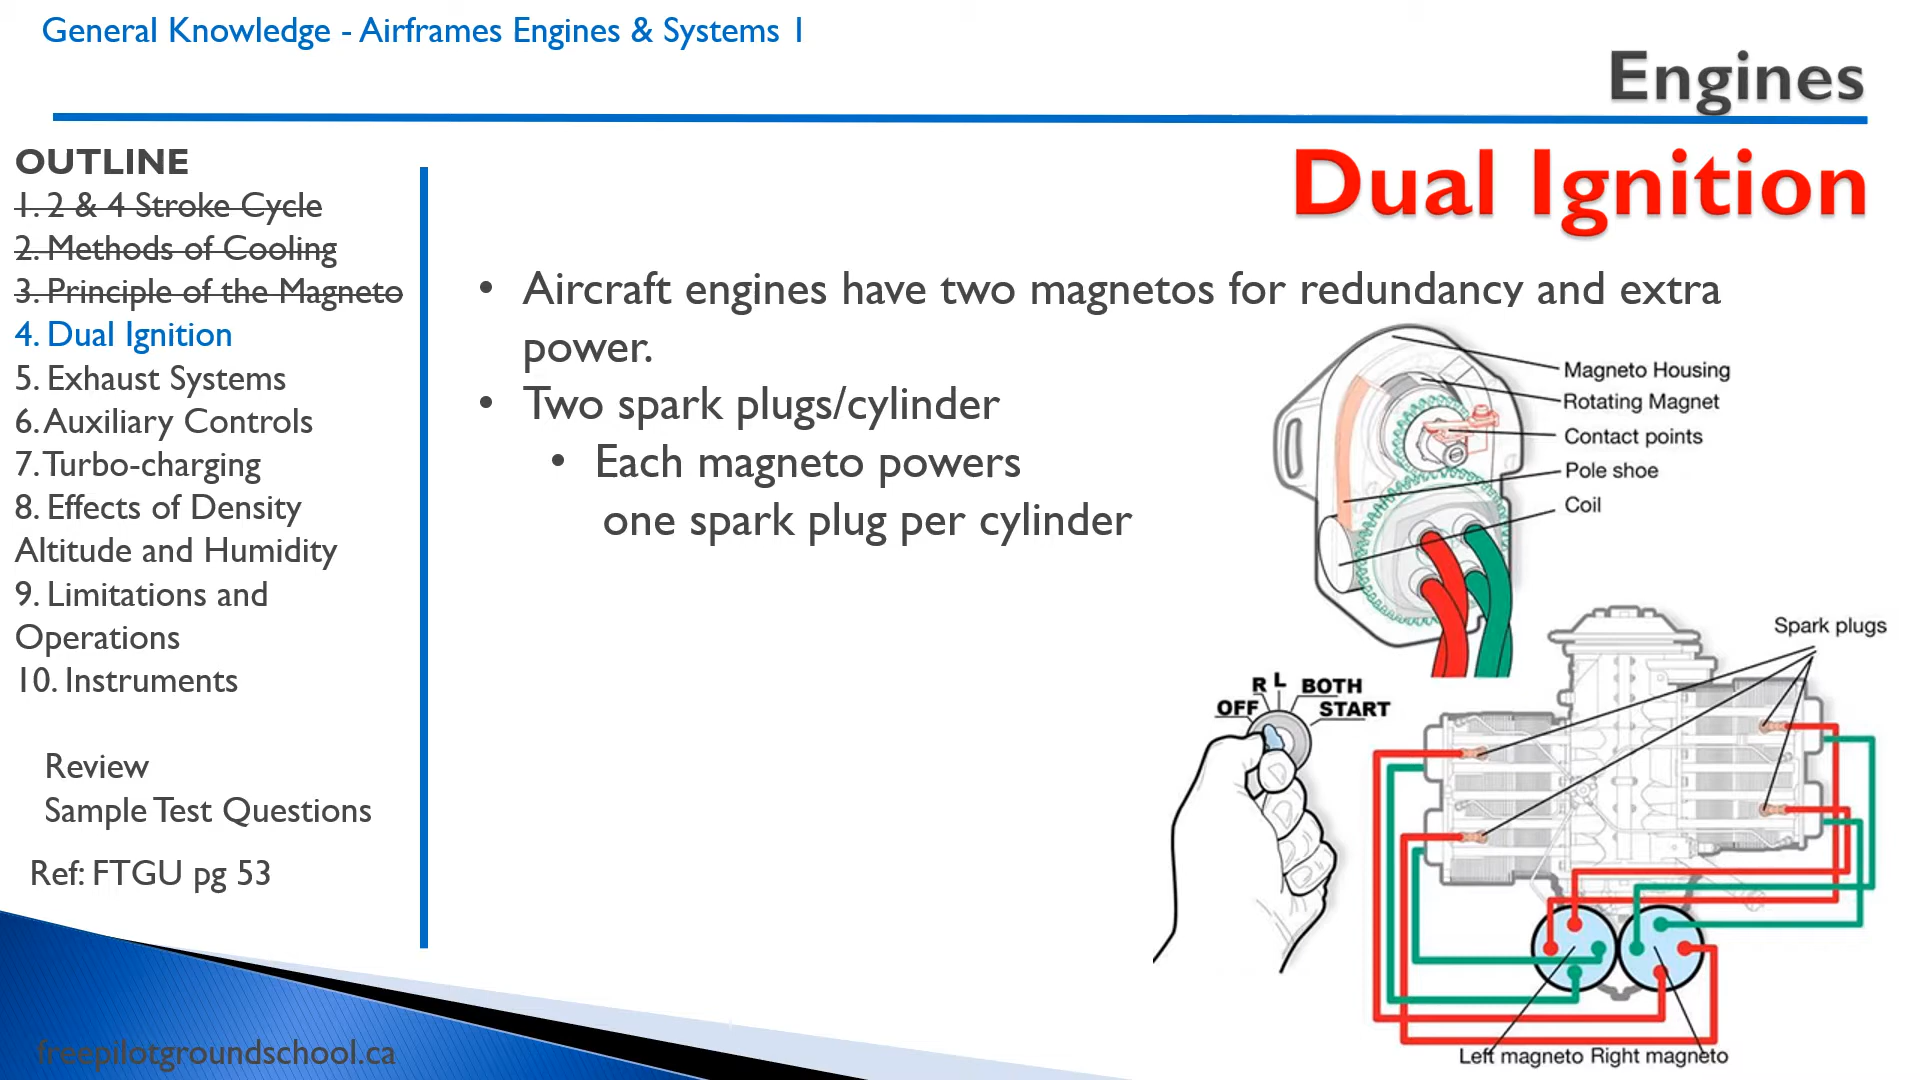 General Knowledge - Airframes Engines & Systems 1
Engines
Dual Ignition
OUTLINE
1. 2 & 4 Stroke Cycle
2. Methods of Cooling
3. Principle of the Magneto
4. Dual Ignition
5. Exhaust Systems
6. Auxiliary Controls
7. Turbo-charging
8. Effects of Density
Altitude and Humidity
9. Limitations and
Operations
10. Instruments
Review
Sample Test Questions
Ref: FTGU pg 53
freepilotgroundschool.ca
• Aircraft engines have two magnetos for redundancy and extra
power.
• Two spark plugs/cylinder
• Each magneto powers
one spark plug per cylinder
Magneto Housing
Rotating Magnet
Contact points
Pole shoe
Coil
Spark plugs
OFF R L BOTH
START
Left magneto Right magneto